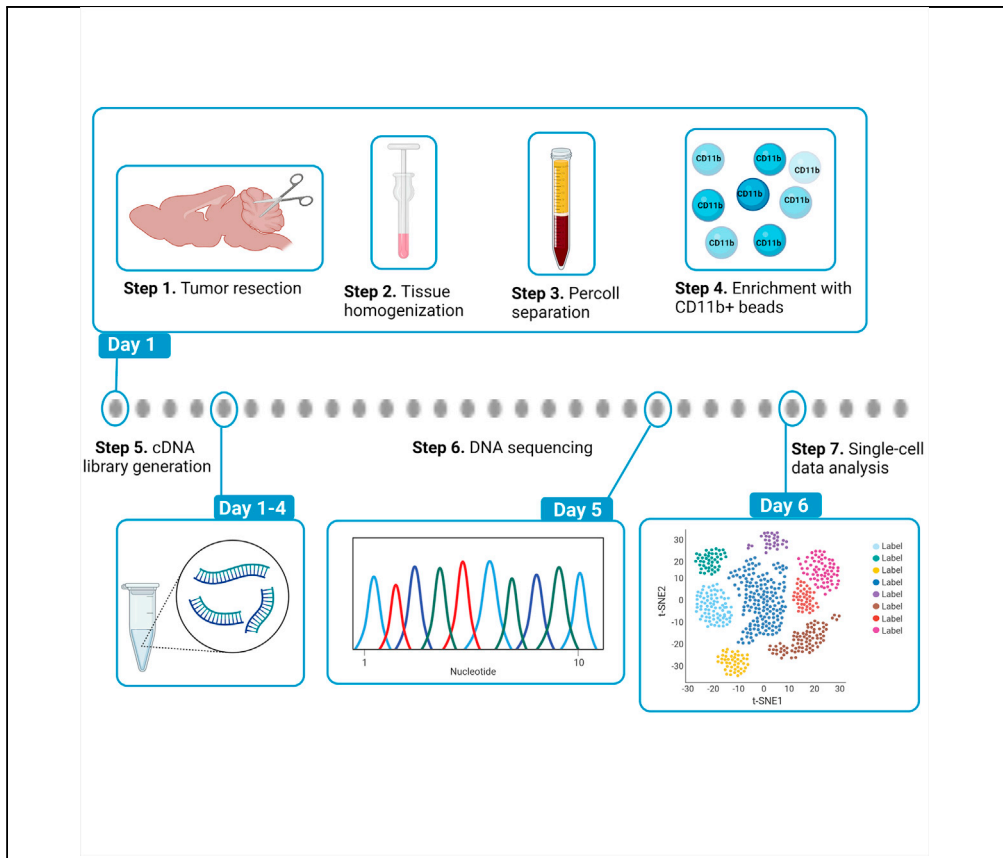 CD11b
CD11b
CD11b
CD11b
CD11b
CD11b
CD11b
CD11b
Step 1. Tumor resection
Step 2. Tissue
homogenization
Step 3. Percoll
separation
Step 4. Enrichment with
CD11b+ beads
Day 1
Step 5. cDNA
library generation
Step 6. DNA sequencing
Step 7. Single-cell
data analysis
Day 1-4
Day 5
Day 6
1
10
Nucleotide
30
20
10
0
-10
-20
-30
t-SNE2
-30 -20 -10 0 10 20 30
t-SNE1
Label
Label
Label
Label
Label
Label
Label
Label